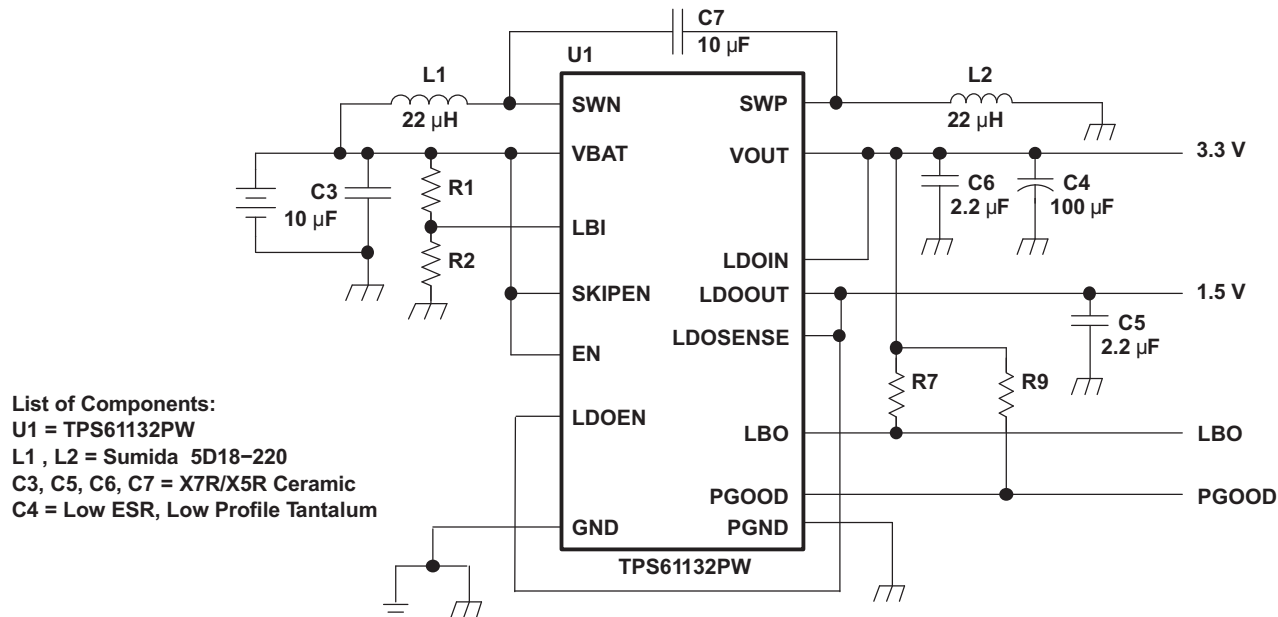 C7
10 µF
U1
L1
22 µH
L2
22 µH
SWN
SWP
VBAT
VOUT
3.3 V
C3
10 µF
R1
C6
2.2 µF
C4
100 µF
LBI
R2
LDOIN
SKIPEN
LDOOUT
1.5 V
LDOSENSE
C5
2.2 µF
EN
R7
R9
List of Components:
U1 = TPS61132PW
L1 , L2 = Sumida 5D18−220
C3, C5, C6, C7 = X7R/X5R Ceramic
C4 = Low ESR, Low Profile Tantalum
LDOEN
LBO
LBO
PGOOD
PGOOD
GND
PGND
TPS61132PW